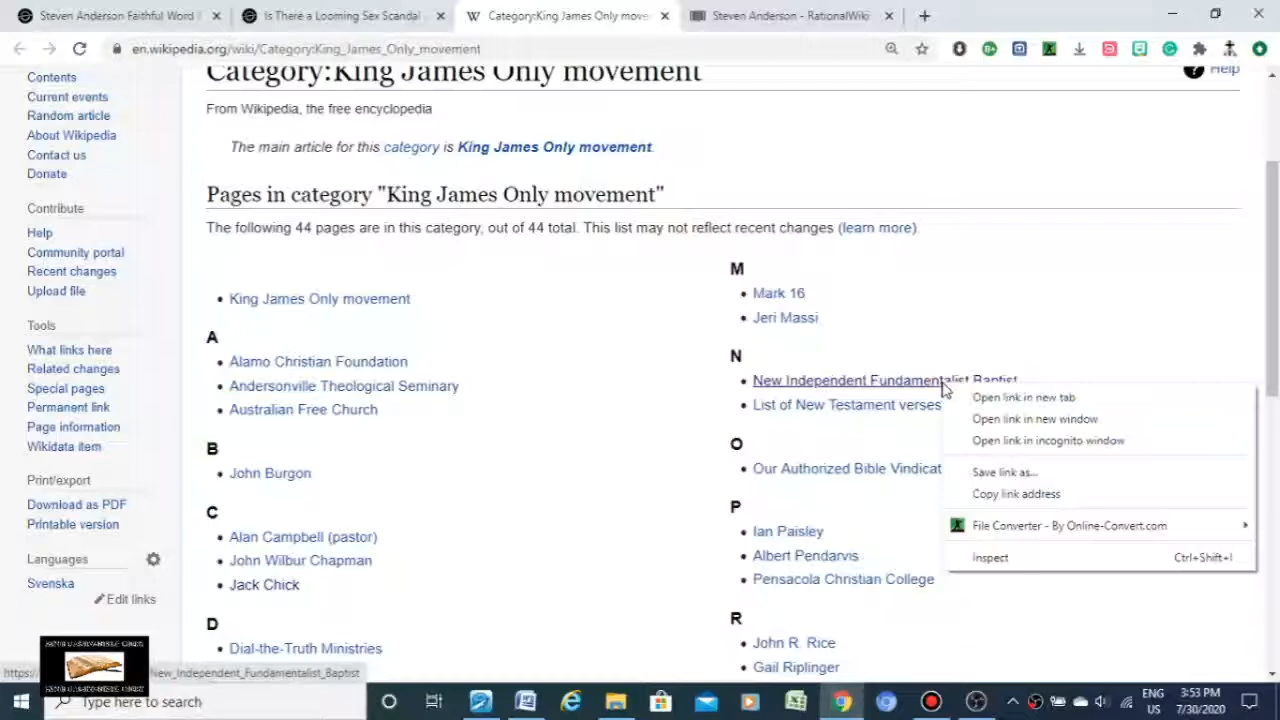 Steven Anderson Faithful Word
Is There a Looming Sex Scandal
Category:King James Only move
Steven Anderson - RationalWiki
en.wikipedia.org/wiki/Category:King_James_Only_movement
Category:King James Only movement
Help
From Wikipedia, the free encyclopedia
The main article for this category is King James Only movement.
Pages in category "King James Only movement"
The following 44 pages are in this category, out of 44 total. This list may not reflect recent changes (learn more).
Contents
Current events
Random article
About Wikipedia
Contact us
Donate
Contribute
Help
Community portal
Recent changes
Upload file
Tools
What links here
Related changes
Special pages
Permanent link
Page information
Wikidata item
Print/export
Download as PDF
Printable version
Languages
Svenska
Edit links
King James Only movement
A
Alamo Christian Foundation
Andersonville Theological Seminary
Australian Free Church
B
John Burgon
C
Alan Campbell (pastor)
John Wilbur Chapman
Jack Chick
D
Dial-the-Truth Ministries
M
Mark 16
Jeri Massi
N
New Independent Fundamentalist Baptist
List of New Testament verses
O
Our Authorized Bible Vindicat
P
Ian Paisley
Albert Pendarvis
Pensacola Christian College
R
John R. Rice
Gail Riplinger
Open link in new tab
Open link in new window
Open link in incognito window
Save link as...
Copy link address
File Converter - By Online-Convert.com
Inspect Ctrl+Shift+I
https:/
New_Independent_Fundamentalist_Baptist
Type here to search
ENG
US
3:53 PM
7/30/2020